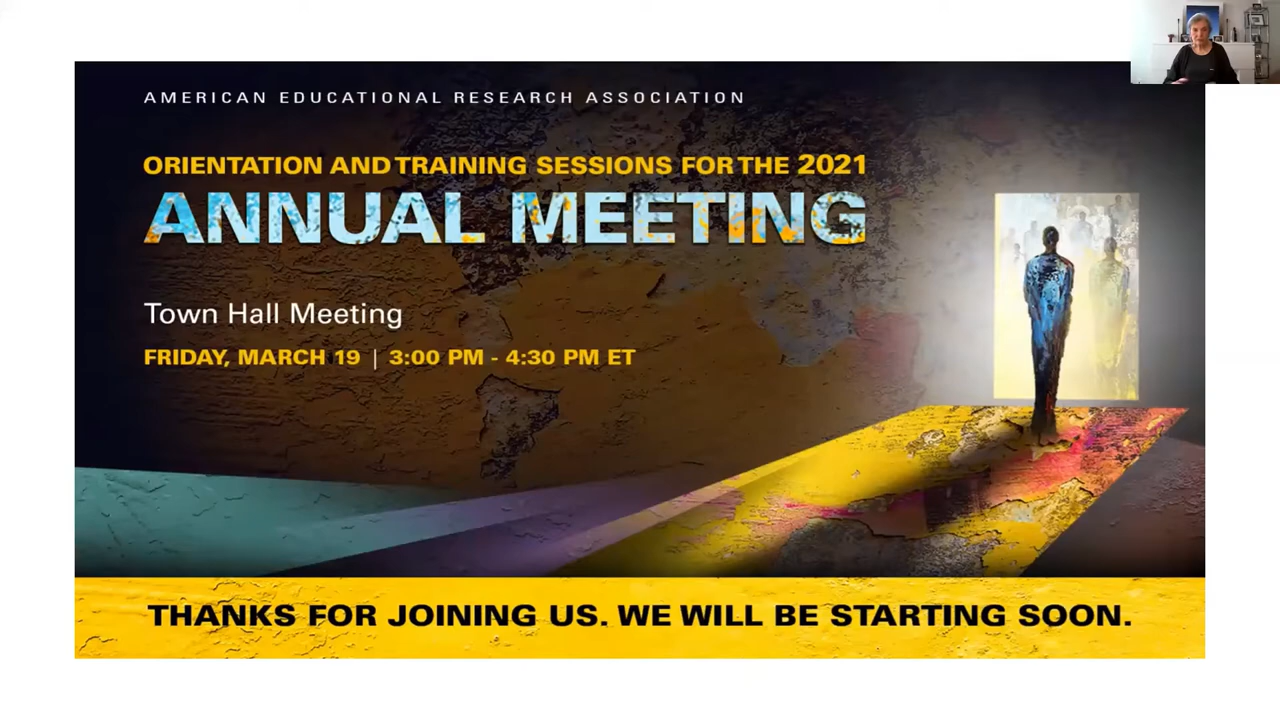 AMERICAN EDUCATIONAL RESEARCH ASSOCIATION
ORIENTATION AND TRAINING SESSIONS FOR THE 2021
ANNUAL MEETING
Town Hall Meeting
FRIDAY, MARCH 19 | 3:00 PM - 4:30 PM ET
THANKS FOR JOINING US. WE WILL BE STARTING SOON.